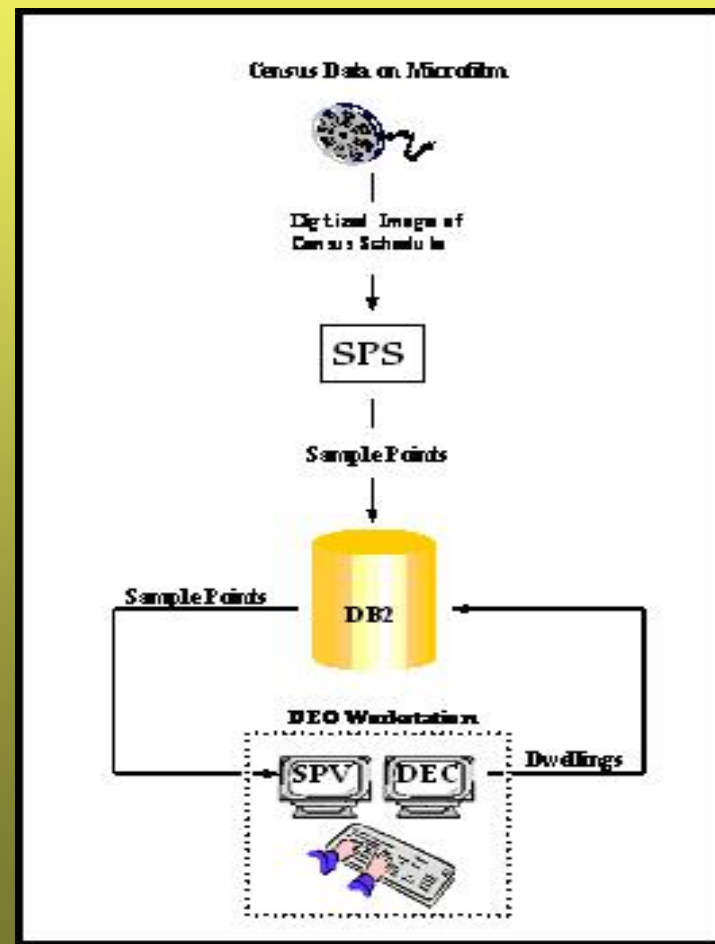 Census Data on Microfilm
Digitized Image of
Census Schedule
SPS
Sample Points
Sample Points
DB2
DEO Workstation
SPV
DEC
Dwellings